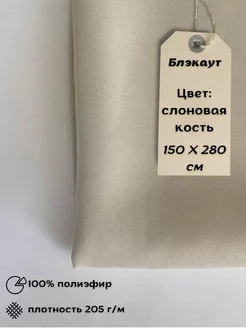 Блэкаут
Цвет:
слоновая
кость
150 X 280
см
100% полиэфир
плотность 205 г/м